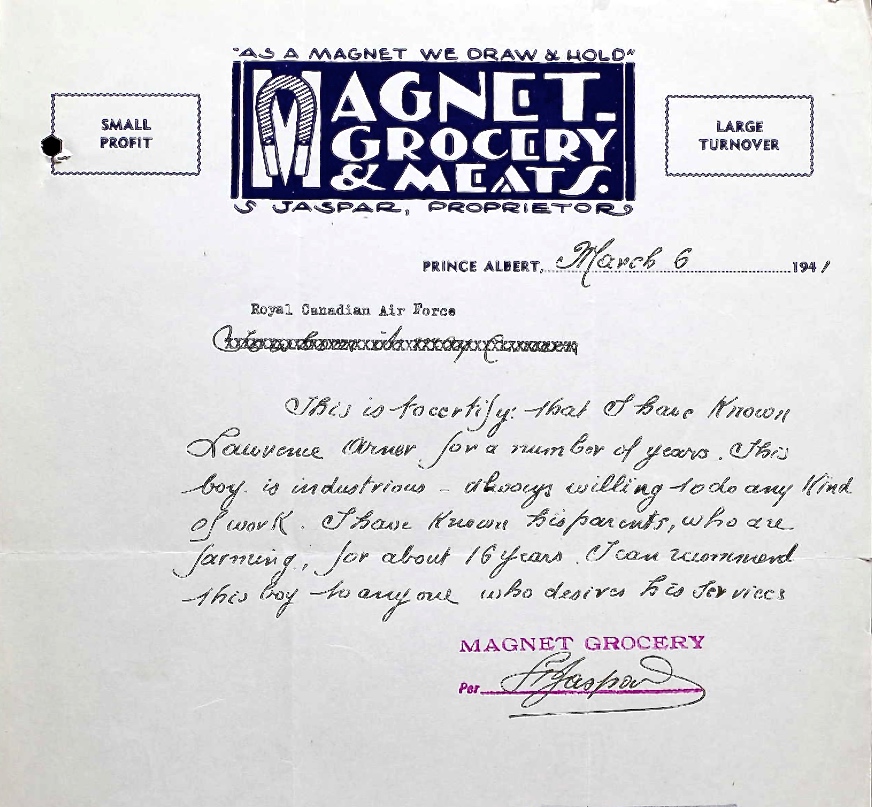 "AS A MAGNET WE DRAW & HOLD"
MAGNET-
GROCERY
& MEATS.
S JASPAR, PROPRIETOR
SMALL
PROFIT
LARGE
TURNOVER
PRINCE ALBERT, March 6 1941
Royal Canadian Air Force
This is to certify: that I have Known
Lawrence Arner for a number of years. This
boy is industrious - always willing to do any Kind
of work. I have Known his parents, who are
farming, for about 16 years. I can recommend
this boy to anyone who desires his services
MAGNET GROCERY
Per S Jaspar